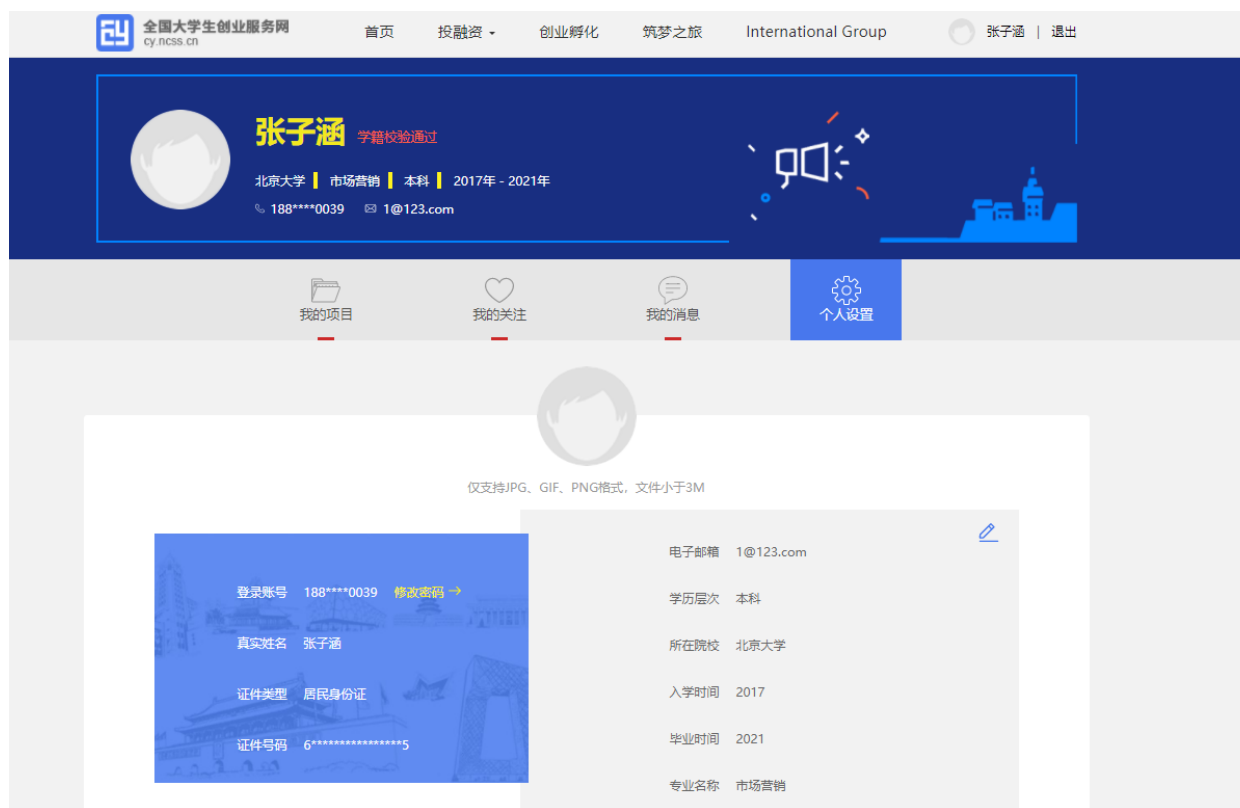 全国大学生创业服务网
cy.ncss.cn
首页 投融资 创业孵化 筑梦之旅 International Group 张子涵 | 退出
张子涵 学籍校验通过
北京大学 市场营销 本科 2017年 - 2021年
188****0039 1@123.com
我的项目 我的关注 我的消息 个人设置
仅支持JPG、GIF、PNG格式，文件小于3M
登录账号 188****0039 修改密码
真实姓名 张子涵
证件类型 居民身份证
证件号码 6****************5
电子邮箱 1@123.com
学历层次 本科
所在院校 北京大学
入学时间 2017
毕业时间 2021
专业名称 市场营销